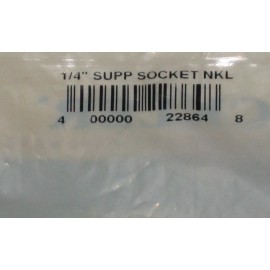 1/4" SUPP SOCKET NKL
4 00000 22864 8